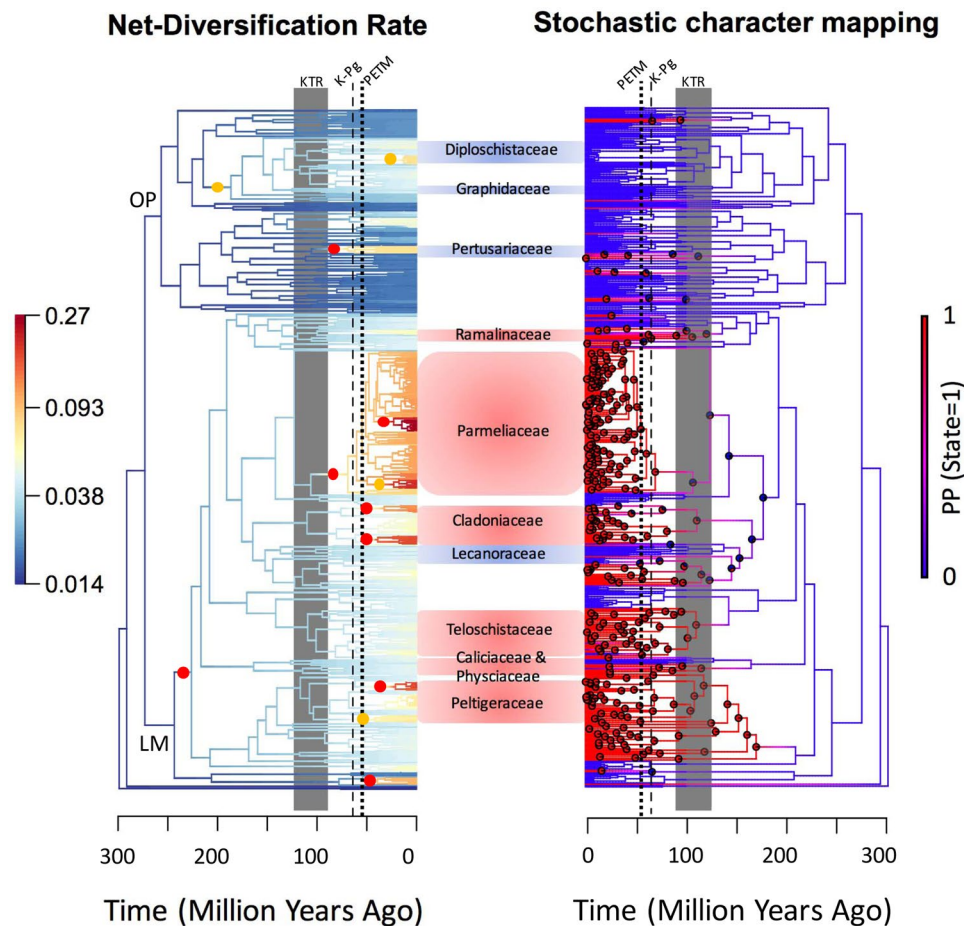 Net-Diversification Rate
Stochastic character mapping
KTR
K-Pg
PETM
PETM
K-Pg
KTR
Diploschistaceae
Graphidaceae
Pertusariaceae
Ramalinaceae
Parmeliaceae
Cladoniaceae
Lecanoraceae
Teloschistaceae
Caliciaceae &
Physciaceae
Peltigeraceae
OP
LM
0.27
0.093
0.038
0.014
1
0
PP (State=1)
300 200 100 0
0 100 200 300
Time (Million Years Ago)
Time (Million Years Ago)